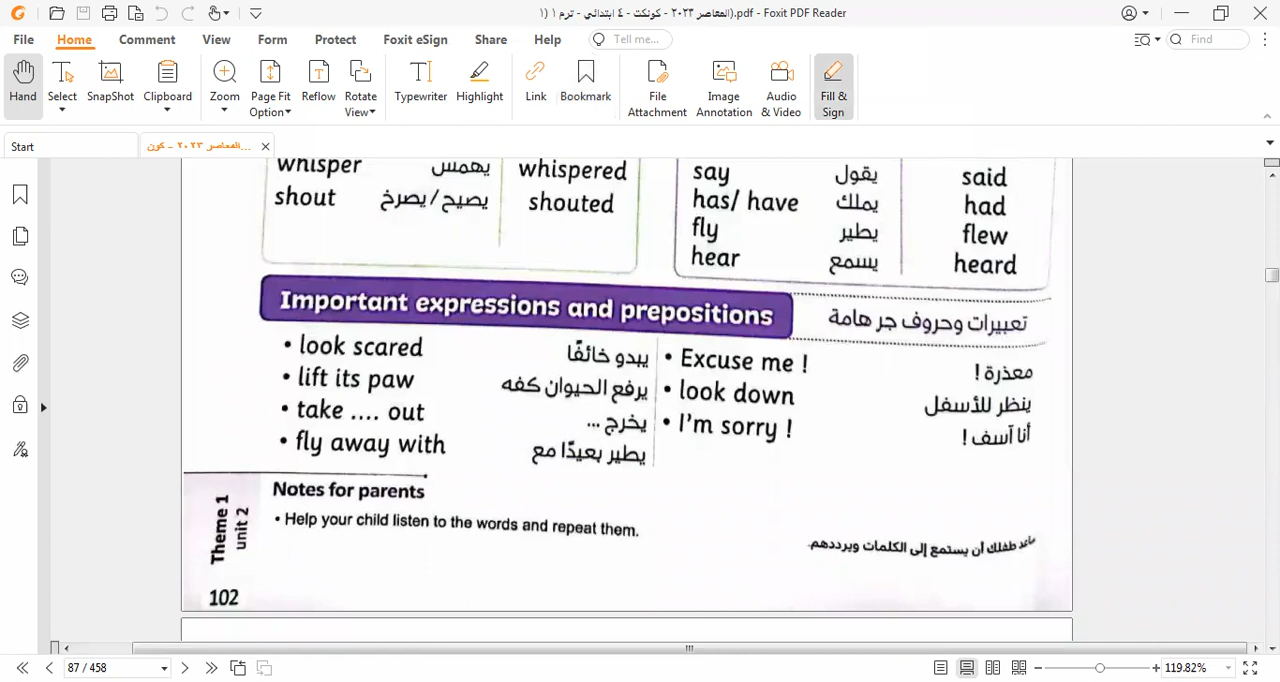 المعاصر ٢٠٢٣ - كونكت - ٤ ابتدائي - ترم ١ (١).pdf - Foxit PDF Reader
File Home Comment View Form Protect Foxit eSign Share Help Tell me... Find
Hand Select SnapShot Clipboard Zoom Page Fit Option Reflow Rotate View Typewriter Highlight Link Bookmark File Attachment Image Annotation Audio & Video Fill & Sign
Start
المعاصر ٢٠٢٣ - كون...
whisper يهمس whispered
shout يصيح / يصرخ shouted
say يقول said
has/ have يملك had
fly يطير flew
hear يسمع heard
Important expressions and prepositions تعبيرات وحروف جر هامة
• look scared يبدو خائفًا
• lift its paw يرفع الحيوان كفه
• take .... out يخرج ...
• fly away with يطير بعيدًا مع
• Excuse me ! معذرة !
• look down ينظر للأسفل
• I'm sorry ! أنا آسف !
Notes for parents
• Help your child listen to the words and repeat them.
ساعد طفلك أن يستمع إلى الكلمات ويرددهم.
Theme 1
unit 2
102
87 / 458
119.82%